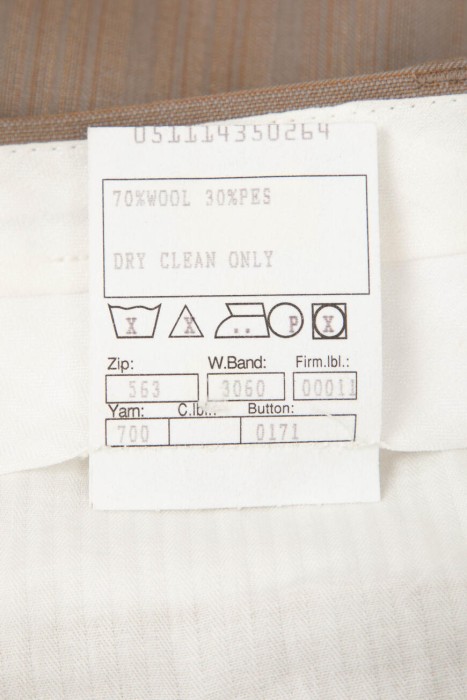 051114350264
70%WOOL 30%PES
DRY CLEAN ONLY
X X .. P X
Zip: W.Band: Firm.lbl.:
563 3060 00011
Yarn: C.lbl.: Button:
700 0171